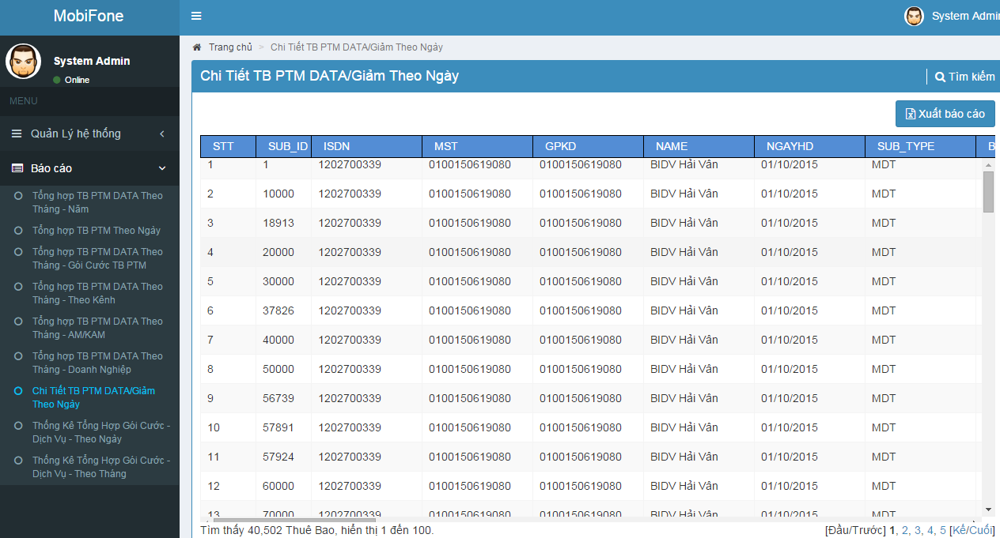 MobiFone
System Admin
System Admin
Online
MENU
Quản Lý hệ thống
Báo cáo
Tổng hợp TB PTM DATA Theo
Tháng - Năm
Tổng hợp TB PTM Theo Ngày
Tổng hợp TB PTM DATA Theo
Tháng - Gói Cước TB PTM
Tổng hợp TB PTM DATA Theo
Tháng - Theo Kênh
Tổng hợp TB PTM DATA Theo
Tháng - AM/KAM
Tổng hợp TB PTM DATA Theo
Tháng - Doanh Nghiệp
Chi Tiết TB PTM DATA/Giảm
Theo Ngày
Thống Kê Tổng Hợp Gói Cước -
Dịch Vụ - Theo Ngày
Thống Kê Tổng Hợp Gói Cước -
Dịch Vụ - Theo Tháng
Trang chủ > Chi Tiết TB PTM DATA/Giảm Theo Ngày
Chi Tiết TB PTM DATA/Giảm Theo Ngày
Tìm kiếm
Xuất báo cáo
STT SUB_ID ISDN MST GPKD NAME NGAYHD SUB_TYPE B
1 1 1202700339 0100150619080 0100150619080 BIDV Hải Vân 01/10/2015 MDT
2 10000 1202700339 0100150619080 0100150619080 BIDV Hải Vân 01/10/2015 MDT
3 18913 1202700339 0100150619080 0100150619080 BIDV Hải Vân 01/10/2015 MDT
4 20000 1202700339 0100150619080 0100150619080 BIDV Hải Vân 01/10/2015 MDT
5 30000 1202700339 0100150619080 0100150619080 BIDV Hải Vân 01/10/2015 MDT
6 37826 1202700339 0100150619080 0100150619080 BIDV Hải Vân 01/10/2015 MDT
7 40000 1202700339 0100150619080 0100150619080 BIDV Hải Vân 01/10/2015 MDT
8 50000 1202700339 0100150619080 0100150619080 BIDV Hải Vân 01/10/2015 MDT
9 56739 1202700339 0100150619080 0100150619080 BIDV Hải Vân 01/10/2015 MDT
10 57891 1202700339 0100150619080 0100150619080 BIDV Hải Vân 01/10/2015 MDT
11 57924 1202700339 0100150619080 0100150619080 BIDV Hải Vân 01/10/2015 MDT
12 60000 1202700339 0100150619080 0100150619080 BIDV Hải Vân 01/10/2015 MDT
13 70000 1202700339 0100150619080 0100150619080 BIDV Hải Vân 01/10/2015 MDT
Tìm thấy 40,502 Thuê Bao, hiển thị 1 đến 100.
[Đầu/Trước] 1, 2, 3, 4, 5 [Kế/Cuối]